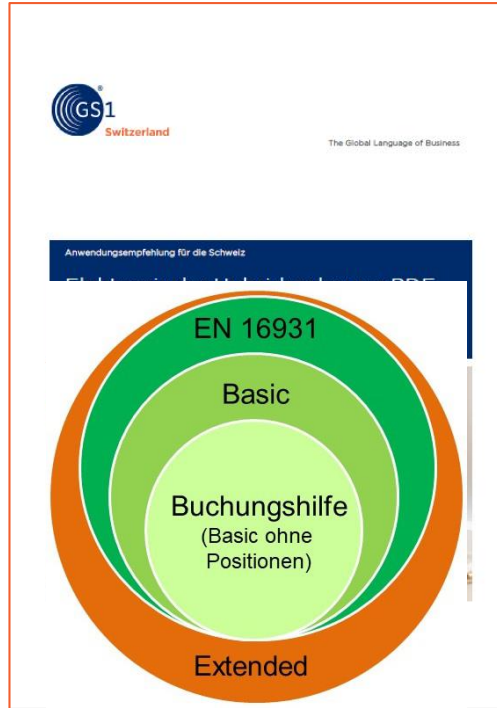 GS1
Switzerland
The Global Language of Business
Anwendungsempfehlung für die Schweiz
EN 16931
Basic
Buchungshilfe
(Basic ohne
Positionen)
Extended